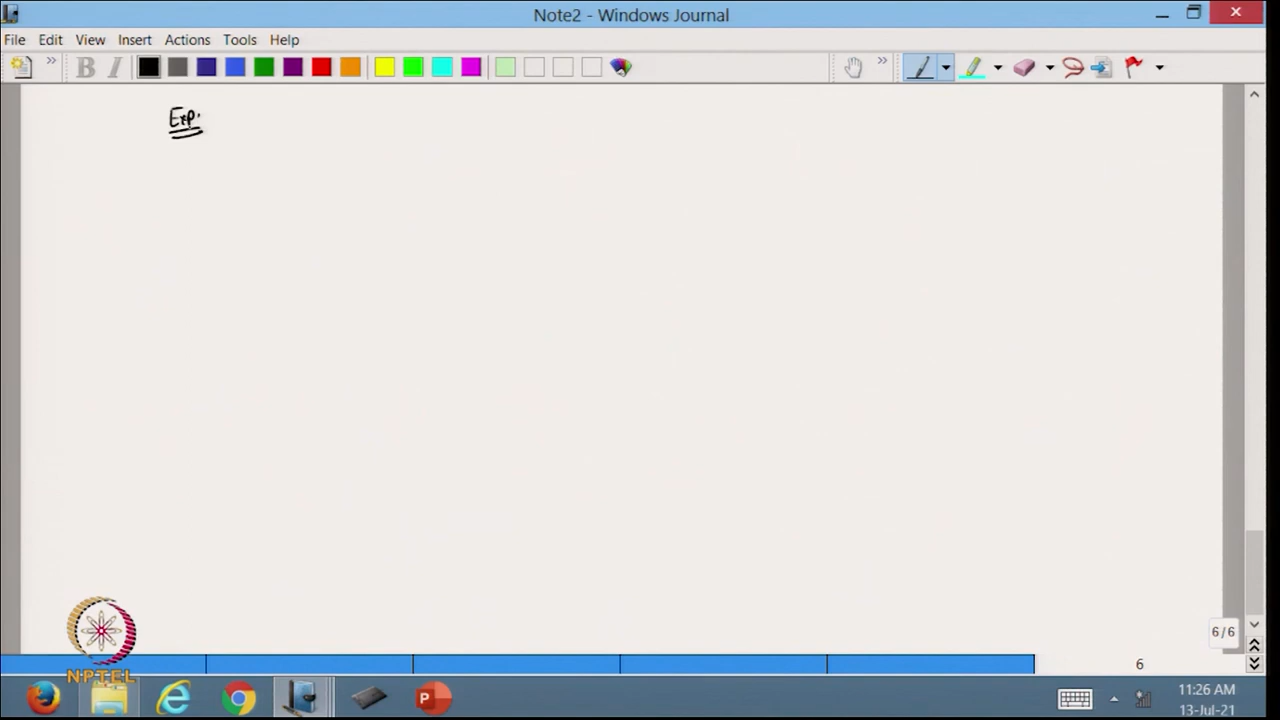 Note2 - Windows Journal
File Edit View Insert Actions Tools Help
B I
Exp.
6 / 6
6
NPTEL
11:26 AM
13-Jul-21